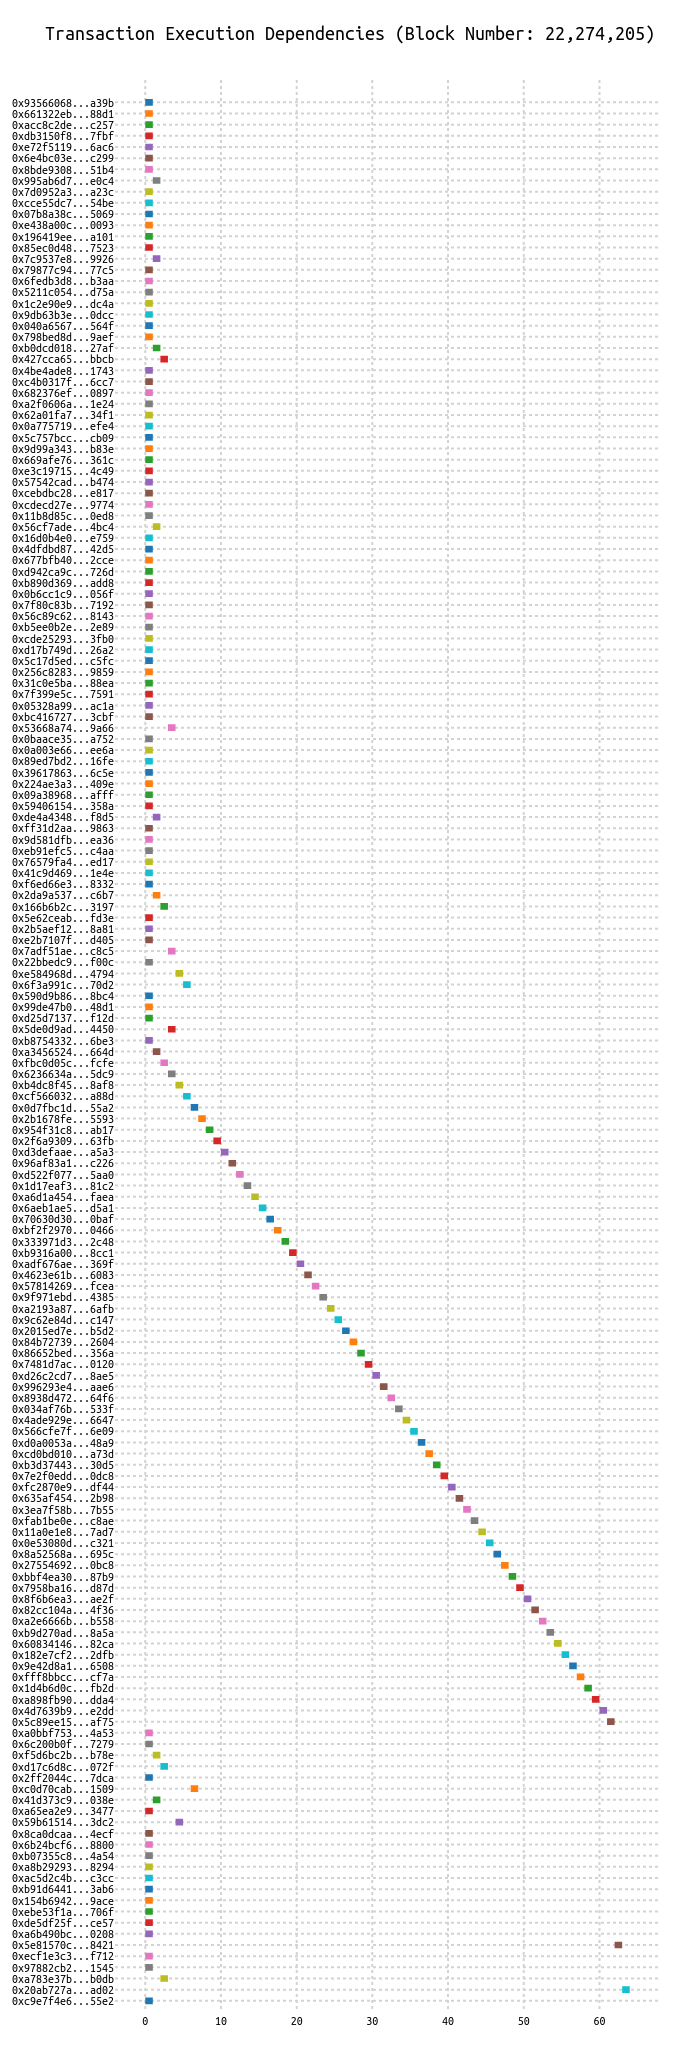 Transaction Execution Dependencies (Block Number: 22,274,205)
0x93566068...a39b
0x661322eb...88d1
0xacc8c2de...c257
0xdb3150f8...7fbf
0xe72f5119...6ac6
0x6e4bc03e...c299
0x8bde9308...51b4
0x995ab6d7...e0c4
0x7d0952a3...a23c
0xcce55dc7...54be
0x07b8a38c...5069
0xe438a00c...0093
0x196419ee...a101
0x85ec0d48...7523
0x7c9537e8...9926
0x79877c94...77c5
0x6fedb3d8...b3aa
0x5211c054...d75a
0x1c2e90e9...dc4a
0x9db63b3e...0dcc
0x040a6567...564f
0x798bed8d...9aef
0xb0dcd018...27af
0x427cca65...bbcb
0x4be4ade8...1743
0xc4b0317f...6cc7
0x682376ef...0897
0xa2f0606a...1e24
0x62a01fa7...34f1
0x0a775719...efe4
0x5c757bcc...cb09
0x9d99a343...b83e
0x669afe76...361c
0xe3c19715...4c49
0x57542cad...b474
0xcebdbc28...e817
0xcdecd27e...9774
0x11b8d85c...0ed8
0x56cf7ade...4bc4
0x16d0b4e0...e759
0x4dfdbd87...42d5
0x677bfb40...2cce
0xd942ca9c...726d
0xb890d369...add8
0x0b6cc1c9...056f
0x7f80c83b...7192
0x56c89c62...8143
0xb5ee0b2e...2e89
0xcde25293...3fb0
0xd17b749d...26a2
0x5c17d5ed...c5fc
0x256c8283...9859
0x31c0e5ba...88ea
0x7f399e5c...7591
0x05328a99...ac1a
0xbc416727...3cbf
0x53668a74...9a66
0x0baace35...a752
0x0a003e66...ee6a
0x89ed7bd2...16fe
0x39617863...6c5e
0x224ae3a3...409e
0x09a38968...afff
0x59406154...358a
0xde4a4348...f8d5
0xff31d2aa...9863
0x9d581dfb...ea36
0xeb91efc5...c4aa
0x76579fa4...ed17
0x41c9d469...1e4e
0xf6ed66e3...8332
0x2da9a537...c6b7
0x166b6b2c...3197
0x5e62ceab...fd3e
0x2b5aef12...8a81
0xe2b7107f...d405
0x7adf51ae...c8c5
0x22bbedc9...f00c
0xe584968d...4794
0x6f3a991c...70d2
0x590d9b86...8bc4
0x99de47b0...48d1
0xd25d7137...f12d
0x5de0d9ad...4450
0xb8754332...6be3
0xa3456524...664d
0xfbc0d05c...fcfe
0x6236634a...5dc9
0xb4dc8f45...8af8
0xcf566032...a88d
0x0d7fbc1d...55a2
0x2b1678fe...5593
0x954f31c8...ab17
0x2f6a9309...63fb
0xd3defaae...a5a3
0x96af83a1...c226
0xd522f077...5aa0
0x1d17eaf3...81c2
0xa6d1a454...faea
0x6aeb1ae5...d5a1
0x70630d30...0baf
0xbf2f2970...0466
0x333971d3...2c48
0xb9316a00...8cc1
0xadf676ae...369f
0x4623e61b...6083
0x57814269...fcea
0x9f971ebd...4385
0xa2193a87...6afb
0x9c62e84d...c147
0x2015ed7e...b5d2
0x84b72739...2604
0x86652bed...356a
0x7481d7ac...0120
0xd26c2cd7...8ae5
0x996293e4...aae6
0x8938d472...64f6
0x034af76b...533f
0x4ade929e...6647
0x566cfe7f...6e09
0xd0a0053a...48a9
0xcd0bd010...a73d
0xb3d37443...30d5
0x7e2f0edd...0dc8
0xfc2870e9...df44
0x635af454...2b98
0x3ea7f58b...7b55
0xfab1be0e...c8ae
0x11a0e1e8...7ad7
0x0e53080d...c321
0x8a52568a...695c
0x27554692...0bc8
0xbbf4ea30...87b9
0x7958ba16...d87d
0x8f6b6ea3...ae2f
0x82cc104a...4f36
0xa2e6666b...b558
0xb9d270ad...8a5a
0x60834146...82ca
0x182e7cf2...2dfb
0x9e42d8a1...6508
0xfff8bbcc...cf7a
0x1d4b6d0c...fb2d
0xa898fb90...dda4
0x4d7639b9...e2dd
0x5c89ee15...af75
0xa0bbf753...4a53
0x6c200b0f...7279
0xf5d6bc2b...b78e
0xd17c6d8c...072f
0x2ff2044c...7dca
0xc0d70cab...1509
0x41d373c9...038e
0xa65ea2e9...3477
0x59b61514...3dc2
0x8ca0dcaa...4ecf
0x6b24bcf6...8800
0xb07355c8...4a54
0xa8b29293...8294
0xac5d2c4b...c3cc
0xb91d6441...3ab6
0x154b6942...9ace
0xebe53f1a...706f
0xde5df25f...ce57
0xa6b490bc...0208
0x5e81570c...8421
0xecf1e3c3...f712
0x97882cb2...1545
0xa783e37b...b0db
0x20ab727a...ad02
0xc9e7f4e6...55e2
0 10 20 30 40 50 60